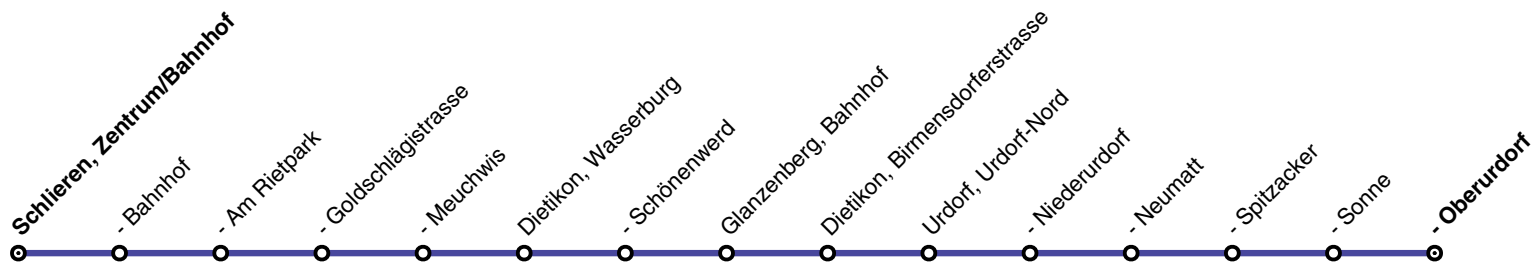 Schlieren, Zentrum/Bahnhof
- Bahnhof
- Am Rietpark
- Goldschlägistrasse
- Meuchwis
Dietikon, Wasserburg
- Schönenwerd
Glanzenberg, Bahnhof
Dietikon, Birmensdorferstrasse
Urdorf, Urdorf-Nord
- Niederurdorf
- Neumatt
- Spitzacker
- Sonne
- Oberurdorf